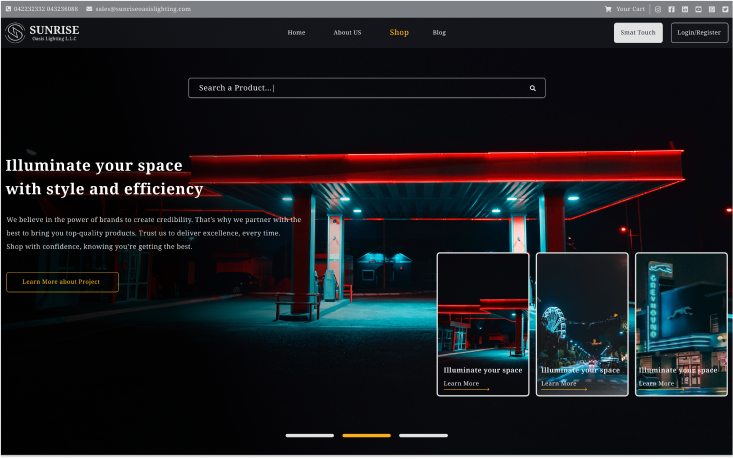 042232332 045236088 sales@sunriseoasislighting.com Your Cart
SUNRISE
Oasis Lighting L.L.C
Home About US Shop Blog
Smat Touch Login/Register
Search a Product...|
Illuminate your space
with style and efficiency
We believe in the power of brands to create credibility. That's why we partner with the
best to bring you top-quality products. Trust us to deliver excellence, every time.
Shop with confidence, knowing you're getting the best.
Learn More about Project
GREYHOUND
Illuminate your space Illuminate your space Illuminate your space
Learn More Learn More Learn More